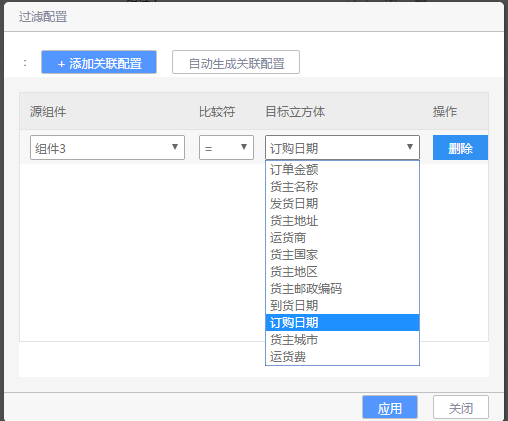 过滤配置
: + 添加关联配置 自动生成关联配置
源组件 比较符 目标立方体 操作
组件3 = 订购日期 删除
订单金额
货主名称
发货日期
货主地址
运货商
货主国家
货主地区
货主邮政编码
到货日期
订购日期
货主城市
运货费
应用 关闭